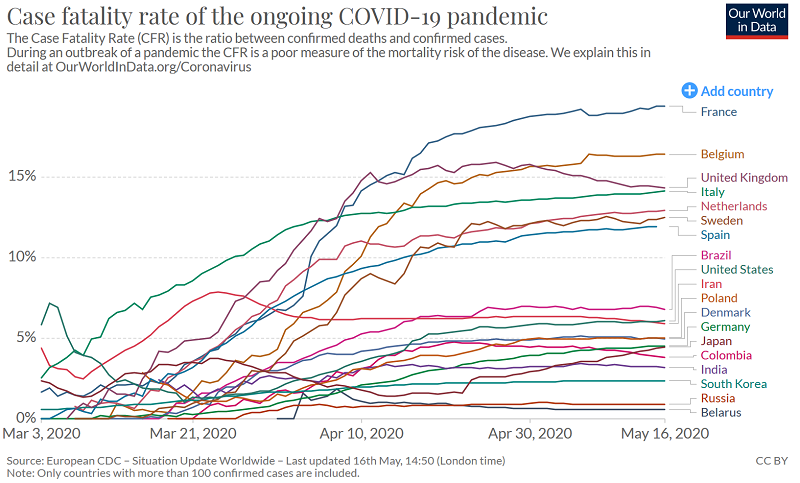 Case fatality rate of the ongoing COVID-19 pandemic
Our World
in Data
The Case Fatality Rate (CFR) is the ratio between confirmed deaths and confirmed cases.
During an outbreak of a pandemic the CFR is a poor measure of the mortality risk of the disease. We explain this in
detail at OurWorldInData.org/Coronavirus
Add country
France
Belgium
15%
United Kingdom
Italy
Netherlands
Sweden
Spain
10%
Brazil
United States
Iran
Poland
Denmark
5%
Germany
Japan
Colombia
India
South Korea
Russia
0%
Belarus
Mar 3, 2020
Mar 21, 2020
Apr 10, 2020
Apr 30, 2020
May 16, 2020
Source: European CDC – Situation Update Worldwide – Last updated 16th May, 14:50 (London time)
CC BY
Note: Only countries with more than 100 confirmed cases are included.